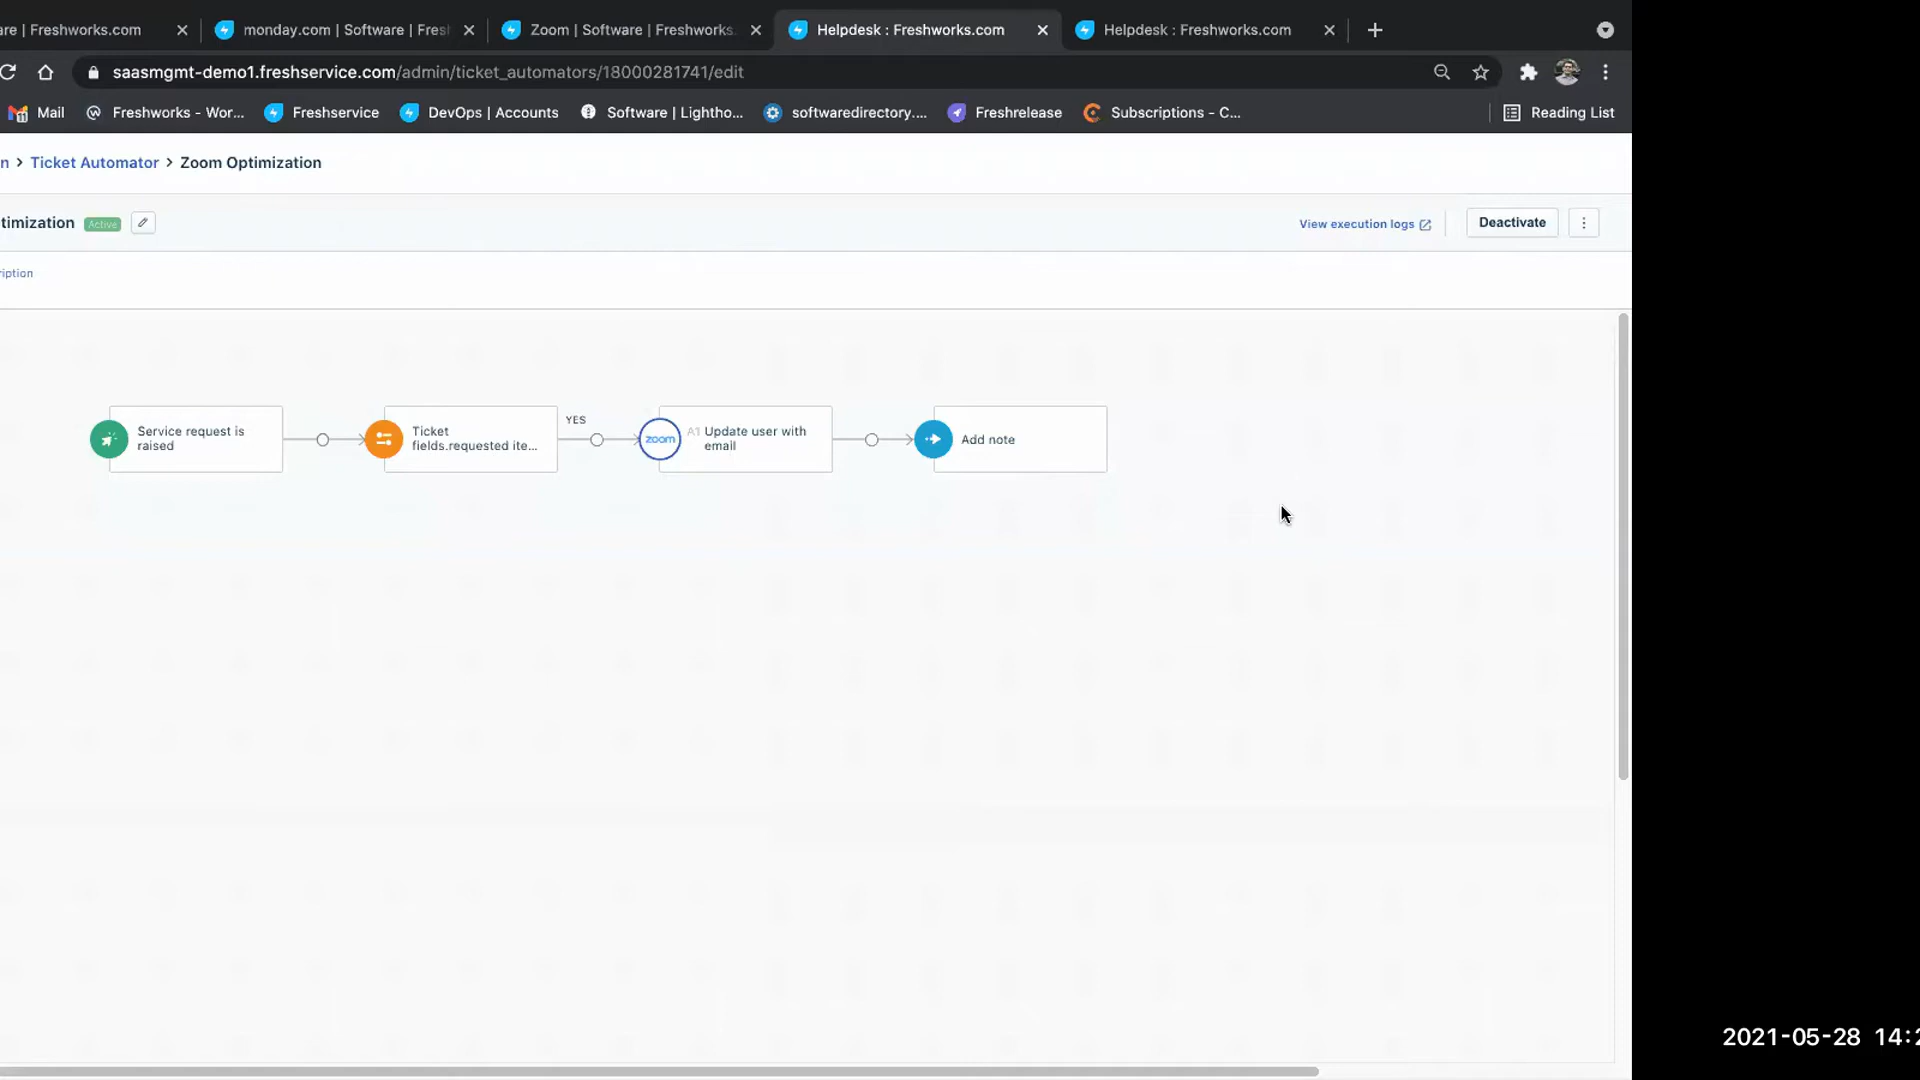 re | Freshworks.com
monday.com | Software | Fres
Zoom | Software | Freshworks.
Helpdesk : Freshworks.com
Helpdesk : Freshworks.com
saasmgmt-demo1.freshservice.com/admin/ticket_automators/18000281741/edit
Mail
Freshworks - Wor...
Freshservice
DevOps | Accounts
Software | Lightho...
softwaredirectory....
Freshrelease
Subscriptions - C...
Reading List
n > Ticket Automator > Zoom Optimization
timization
Active
View execution logs
Deactivate
ription
Service request is
raised
Ticket
fields.requested ite...
YES
zoom
A1 Update user with
email
Add note
2021-05-28 14:2